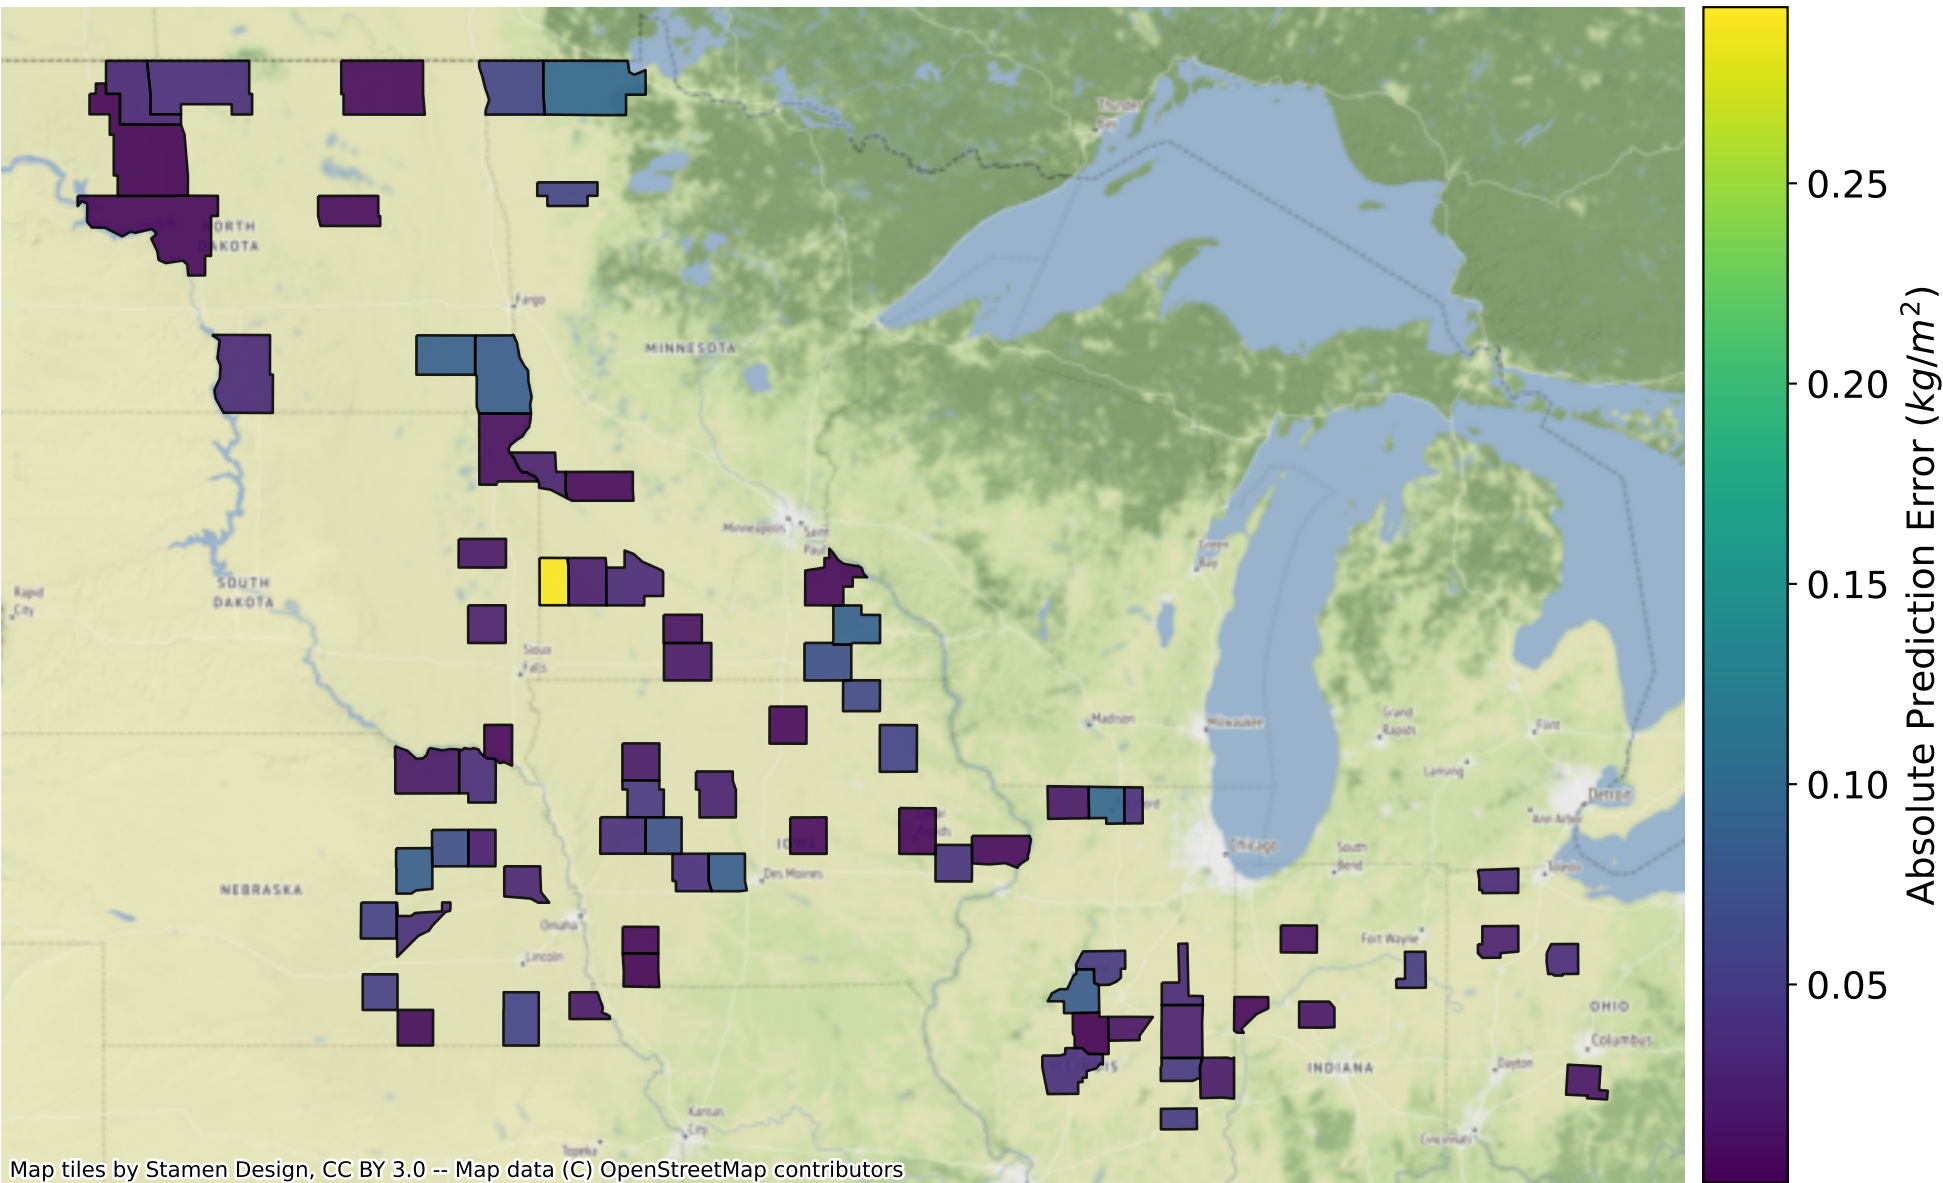 Thunder
Bay
NORTH
DAKOTA
Fargo
MINNESOTA
Minneapolis
Saint
Paul
Green
Bay
Rapid
City
SOUTH
DAKOTA
Sioux
Falls
Madison
Milwaukee
Grand
Rapids
Flint
Lansing
Detroit
Ann Arbor
Chicago
South
Bend
Toledo
IOWA
Des Moines
NEBRASKA
Omaha
Lincoln
Fort Wayne
OHIO
Columbus
INDIANA
Dayton
Kansas
City
Topeka
Cincinnati
Map tiles by Stamen Design, CC BY 3.0 -- Map data (C) OpenStreetMap contributors
0.25
0.20
0.15
0.10
0.05
Absolute Prediction Error (kg/m²)